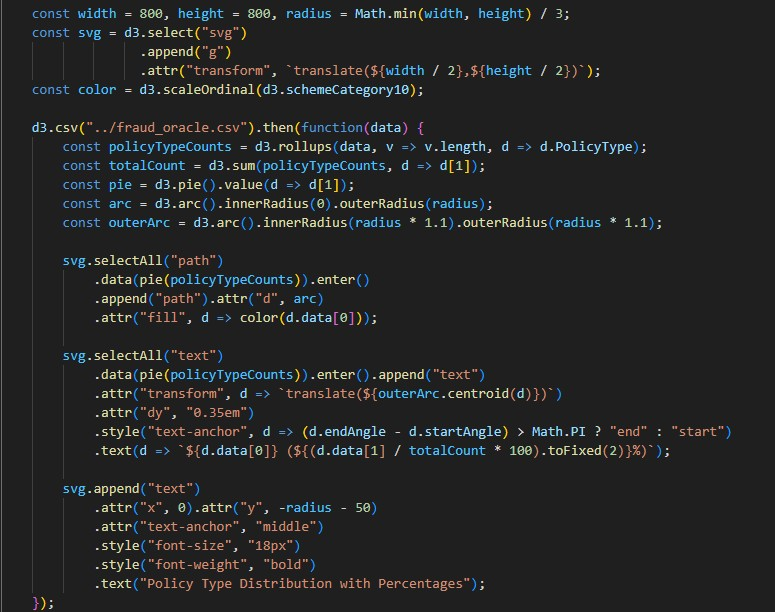 const width = 800, height = 800, radius = Math.min(width, height) / 3;
const svg = d3.select("svg")
.append("g")
.attr("transform", `translate(${width / 2},${height / 2})`);
const color = d3.scaleOrdinal(d3.schemeCategory10);
d3.csv("../fraud_oracle.csv").then(function(data) {
const policyTypeCounts = d3.rollups(data, v => v.length, d => d.PolicyType);
const totalCount = d3.sum(policyTypeCounts, d => d[1]);
const pie = d3.pie().value(d => d[1]);
const arc = d3.arc().innerRadius(0).outerRadius(radius);
const outerArc = d3.arc().innerRadius(radius * 1.1).outerRadius(radius * 1.1);
svg.selectAll("path")
.data(pie(policyTypeCounts)).enter()
.append("path").attr("d", arc)
.attr("fill", d => color(d.data[0]));
svg.selectAll("text")
.data(pie(policyTypeCounts)).enter().append("text")
.attr("transform", d => `translate(${outerArc.centroid(d)})`)
.attr("dy", "0.35em")
.style("text-anchor", d => (d.endAngle - d.startAngle) > Math.PI ? "end" : "start")
.text(d => `${d.data[0]} (${(d.data[1] / totalCount * 100).toFixed(2)}%)`);
svg.append("text")
.attr("x", 0).attr("y", -radius - 50)
.attr("text-anchor", "middle")
.style("font-size", "18px")
.style("font-weight", "bold")
.text("Policy Type Distribution with Percentages");
});